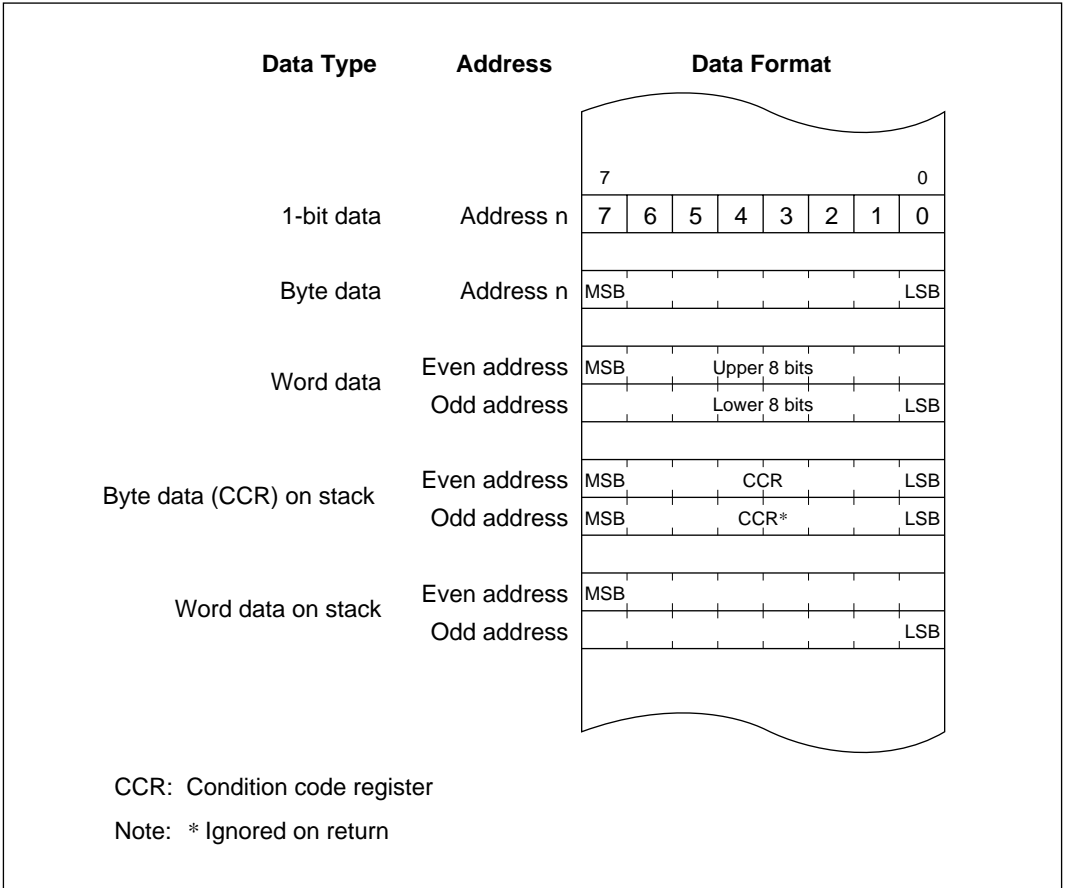 Data Type Address Data Format
7 0
1-bit data Address n 7 6 5 4 3 2 1 0
Byte data Address n MSB LSB
Word data
Even address MSB Upper 8 bits
Odd address Lower 8 bits LSB
Byte data (CCR) on stack
Even address MSB CCR LSB
Odd address MSB CCR* LSB
Word data on stack
Even address MSB
Odd address LSB
CCR: Condition code register
Note: * Ignored on return